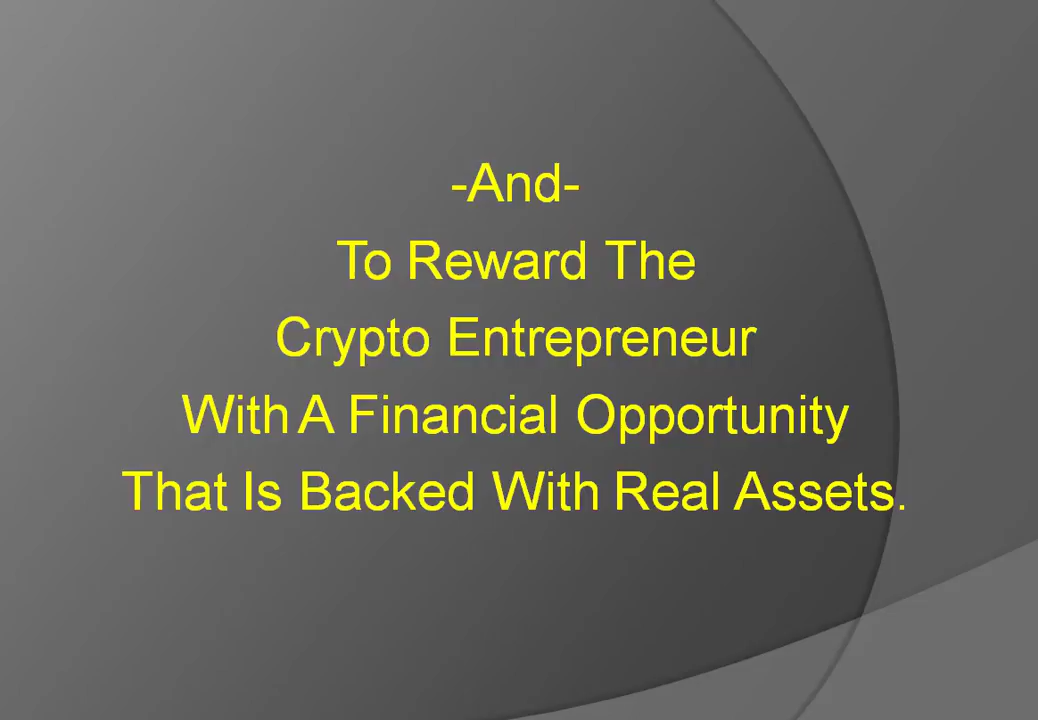 -And-
To Reward The
Crypto Entrepreneur
With A Financial Opportunity
That Is Backed With Real Assets.